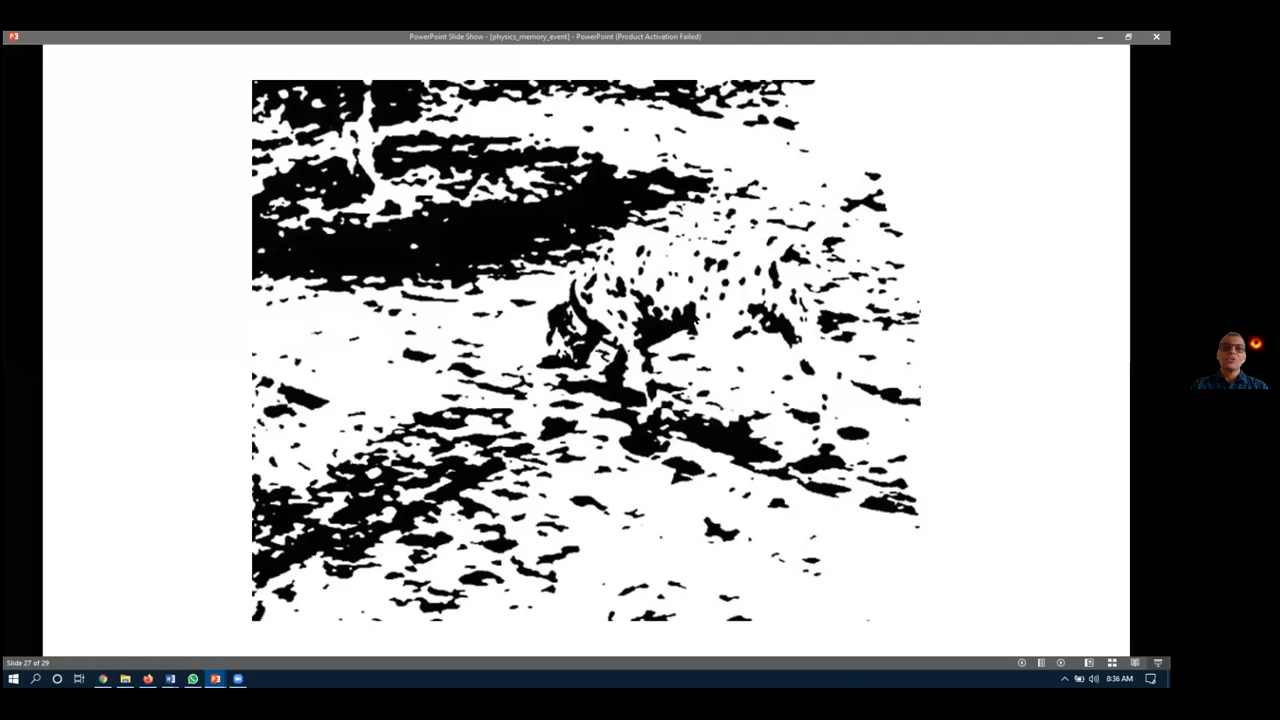 PowerPoint Slide Show - [physics_memory_event] - PowerPoint (Product Activation Failed)
Slide 27 of 29
8:36 AM